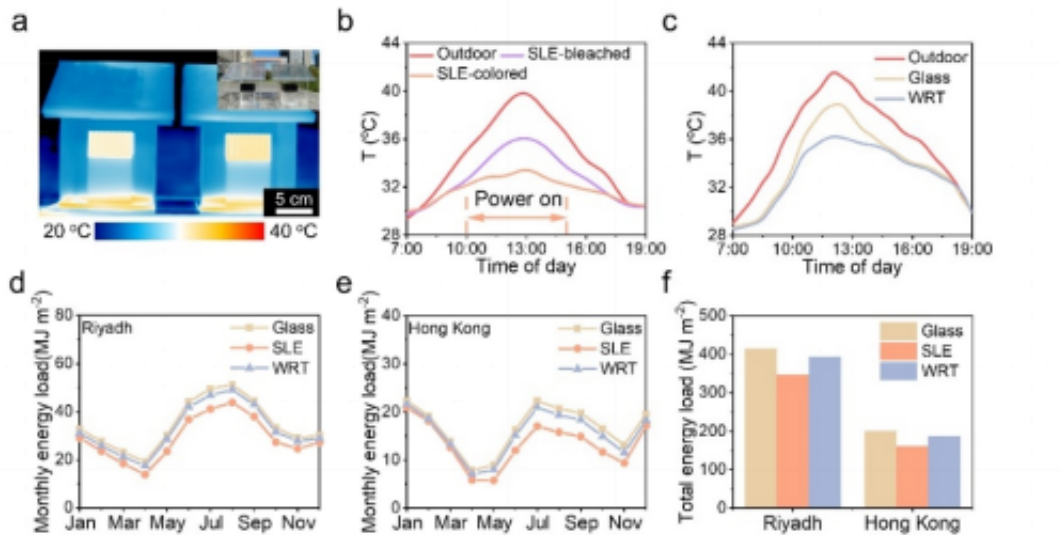 a
5 cm
20 °C 40 °C
b
44
40
36
32
28
T (°C)
Outdoor SLE-bleached
SLE-colored
Power on
7:00 10:00 13:00 16:00 19:00
Time of day
c
44
40
36
32
28
T (°C)
Outdoor
Glass
WRT
7:00 10:00 13:00 16:00 19:00
Time of day
d
Monthly energy load(MJ m⁻²)
80
60
40
20
0
Riyadh
Glass
SLE
WRT
Jan Mar May Jul Sep Nov
e
Monthly energy load(MJ m⁻²)
40
30
20
10
0
Hong Kong
Glass
SLE
WRT
Jan Mar May Jul Sep Nov
f
Total energy load (MJ m⁻²)
500
400
300
200
100
0
Glass
SLE
WRT
Riyadh Hong Kong